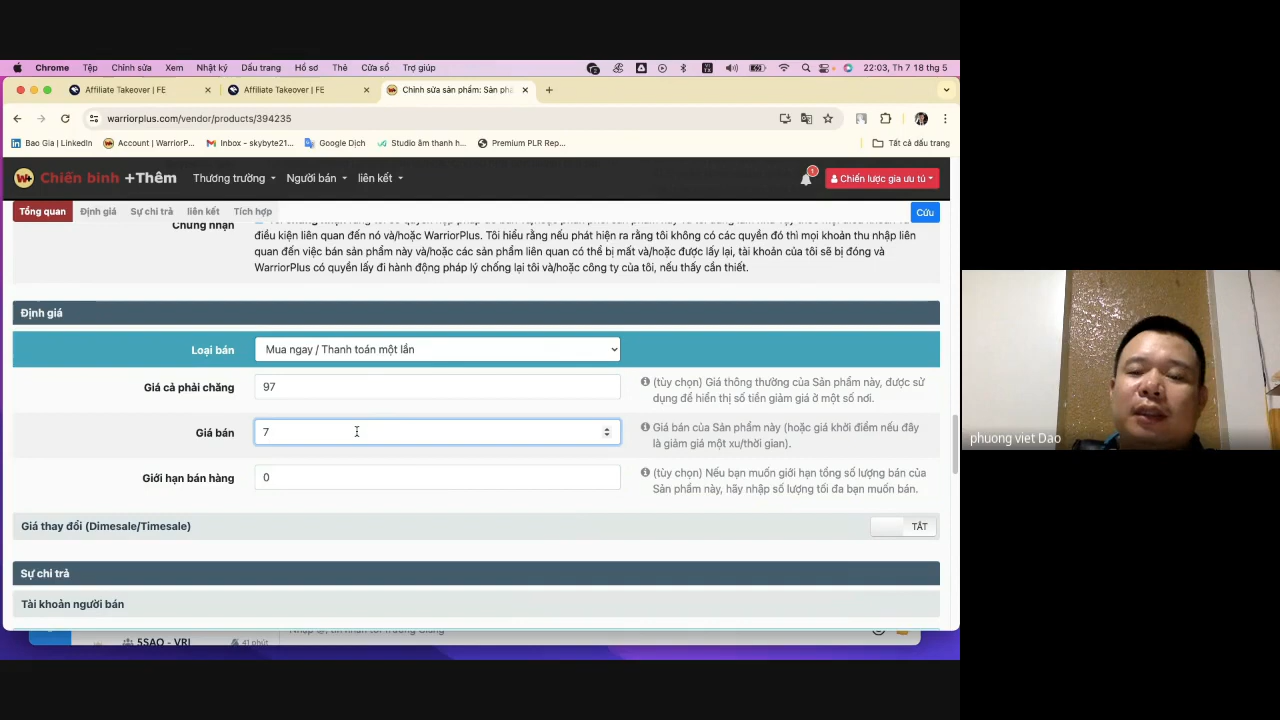 Chrome Tệp Chỉnh sửa Xem Nhật ký Dấu trang Hồ sơ Thẻ Cửa sổ Trợ giúp 22:03, Th 7 18 thg 5
Affiliate Takeover | FE
Affiliate Takeover | FE
Chỉnh sửa sản phẩm: Sản phẩ
warriorplus.com/vendor/products/394235
Bao Gia | LinkedIn Account | WarriorP... Inbox - skybyte21... Google Dịch Studio âm thanh h... Premium PLR Rep... Tất cả dấu trang
W+ Chiến binh +Thêm Thương trường Người bán liên kết 1 Chiến lược gia ưu tú
Tổng quan Định giá Sự chi trả liên kết Tích hợp Cứu
Chứng nhận
điều kiện liên quan đến nó và/hoặc WarriorPlus. Tôi hiểu rằng nếu phát hiện ra rằng tôi không có các quyền đó thì mọi khoản thu nhập liên
quan đến việc bán sản phẩm này và/hoặc các sản phẩm liên quan có thể bị mất và/hoặc được lấy lại, tài khoản của tôi sẽ bị đóng và
WarriorPlus có quyền lấy đi hành động pháp lý chống lại tôi và/hoặc công ty của tôi, nếu thấy cần thiết.
Định giá
Loại bán Mua ngay / Thanh toán một lần
Giá cả phải chăng 97 (tùy chọn) Giá thông thường của Sản phẩm này, được sử
dụng để hiển thị số tiền giảm giá ở một số nơi.
Giá bán 7 Giá bán của Sản phẩm này (hoặc giá khởi điểm nếu đây
là giảm giá một xu/thời gian).
Giới hạn bán hàng 0 (tùy chọn) Nếu bạn muốn giới hạn tổng số lượng bán của
Sản phẩm này, hãy nhập số lượng tối đa bạn muốn bán.
Giá thay đổi (Dimesale/Timesale) TẮT
Sự chi trả
Tài khoản người bán
5SAO - VRI 41 phút
phuong viet Dao